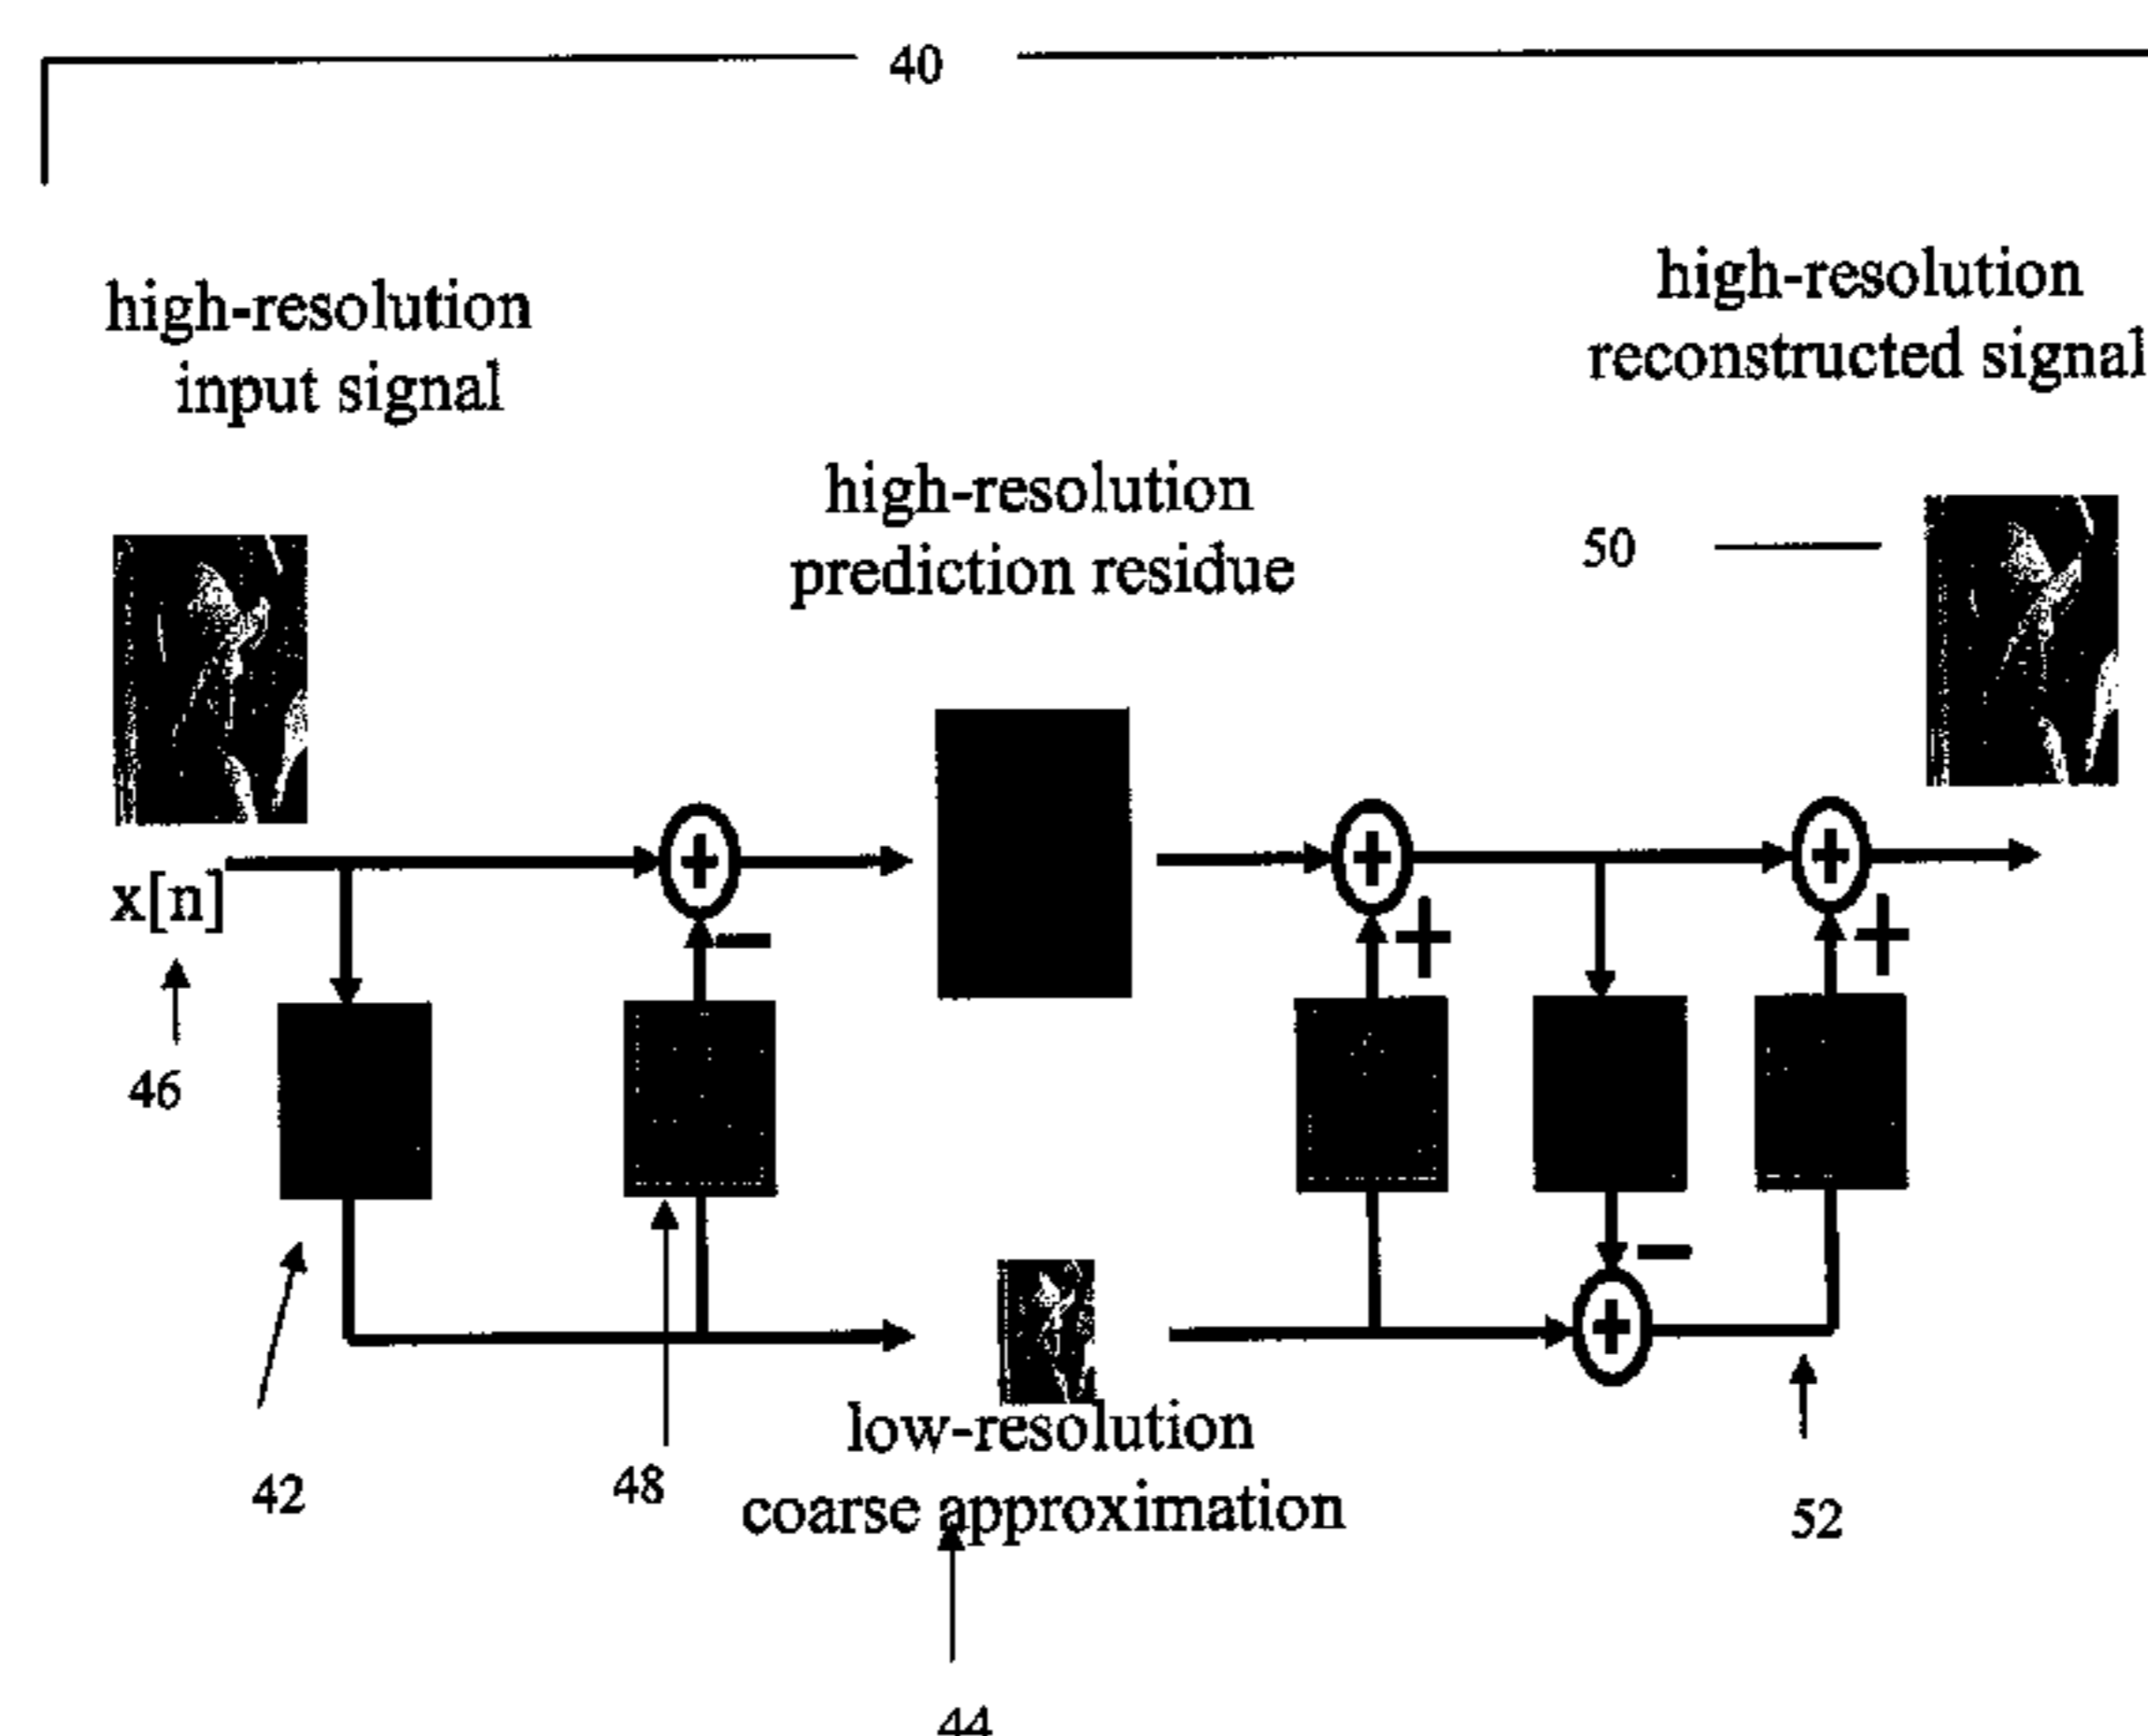 40
high-resolution
input signal
high-resolution
reconstructed signal
high-resolution
prediction residue
50
x[n]
46
+
−
+
+
+
+
−
+
42
48
low-resolution
coarse approximation
52
44